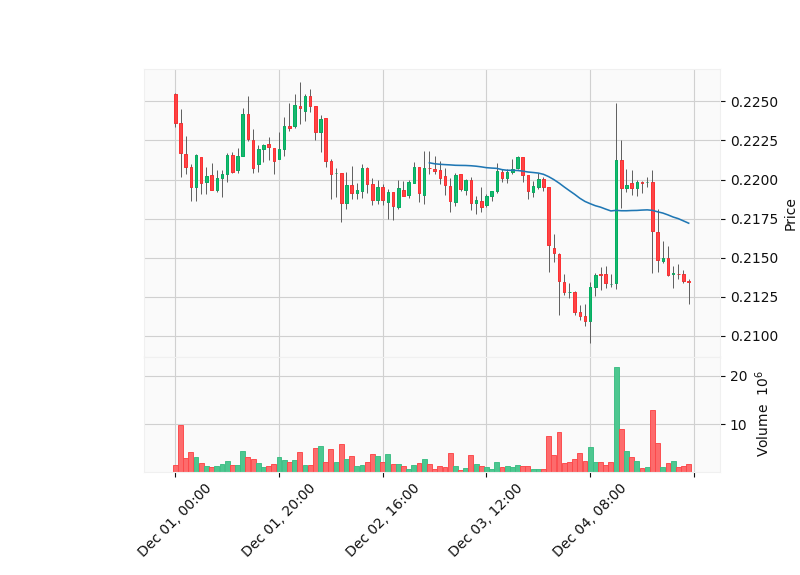 0.2250
0.2225
0.2200
0.2175
0.2150
0.2125
0.2100
Price
20
10
Volume 10^6
Dec 01, 00:00
Dec 01, 20:00
Dec 02, 16:00
Dec 03, 12:00
Dec 04, 08:00